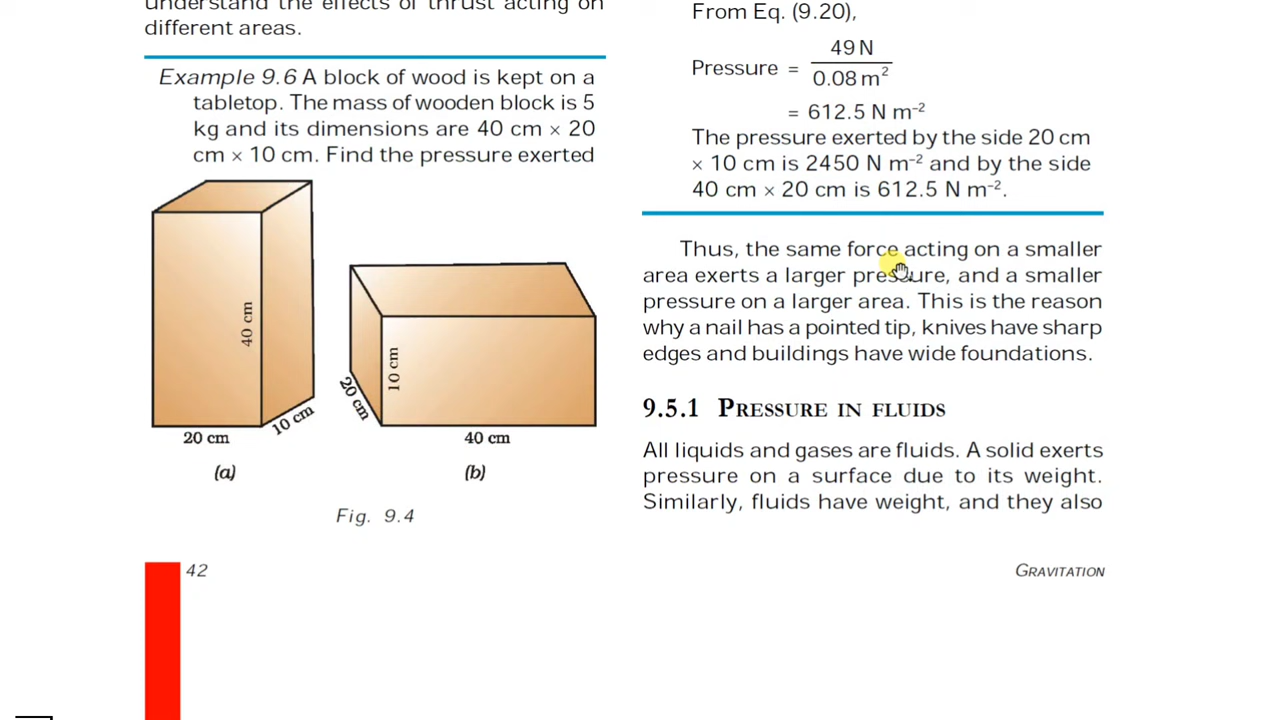 understand the effects of thrust acting on
different areas.
Example 9.6 A block of wood is kept on a
tabletop. The mass of wooden block is 5
kg and its dimensions are 40 cm × 20
cm × 10 cm. Find the pressure exerted
40 cm
20 cm
10 cm
(a)
20 cm
10 cm
40 cm
(b)
Fig. 9.4
42
From Eq. (9.20),
Pressure = 49 N / 0.08 m²
= 612.5 N m⁻²
The pressure exerted by the side 20 cm
× 10 cm is 2450 N m⁻² and by the side
40 cm × 20 cm is 612.5 N m⁻².
Thus, the same force acting on a smaller
area exerts a larger pressure, and a smaller
pressure on a larger area. This is the reason
why a nail has a pointed tip, knives have sharp
edges and buildings have wide foundations.
9.5.1 PRESSURE IN FLUIDS
All liquids and gases are fluids. A solid exerts
pressure on a surface due to its weight.
Similarly, fluids have weight, and they also
GRAVITATION